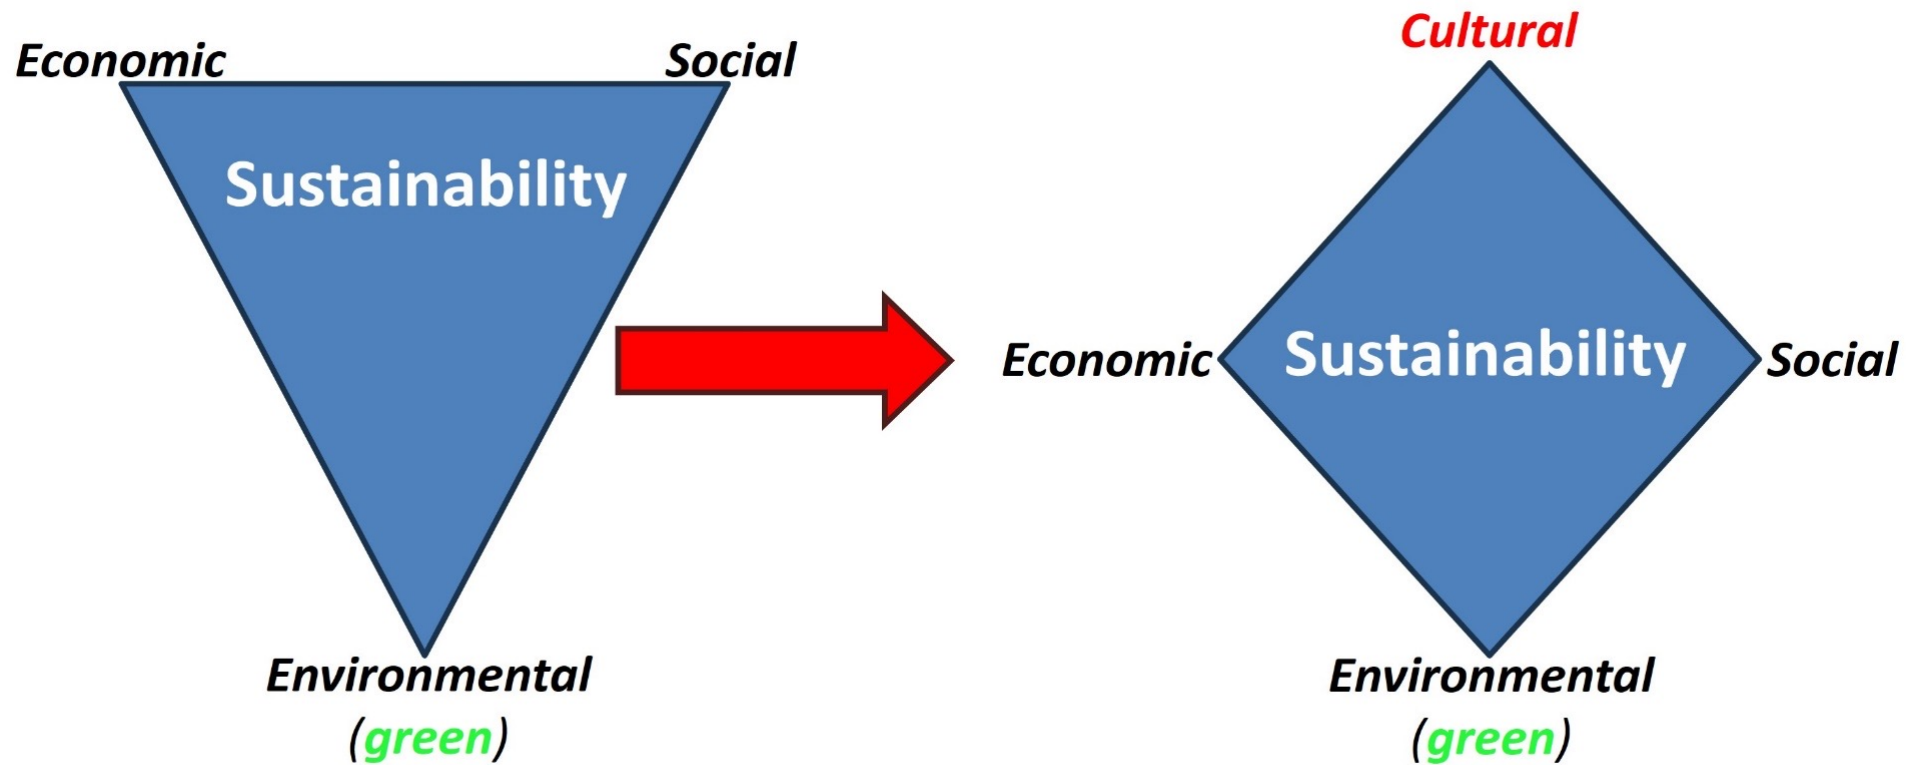 Economic
Social
Sustainability
Environmental
(green)
Cultural
Economic
Sustainability
Social
Environmental
(green)